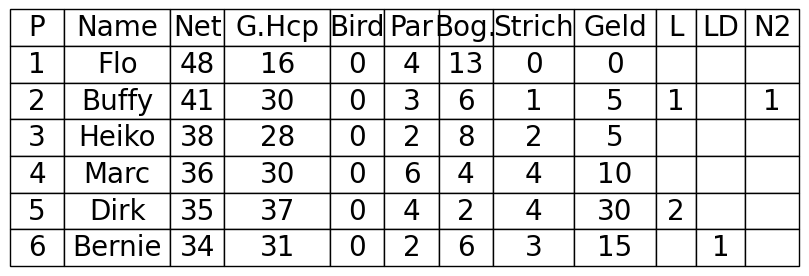 P Name Net G.Hcp Bird Par Bog. Strich Geld L LD N2
1 Flo 48 16 0 4 13 0 0
2 Buffy 41 30 0 3 6 1 5 1 1
3 Heiko 38 28 0 2 8 2 5
4 Marc 36 30 0 6 4 4 10
5 Dirk 35 37 0 4 2 4 30 2
6 Bernie 34 31 0 2 6 3 15 1